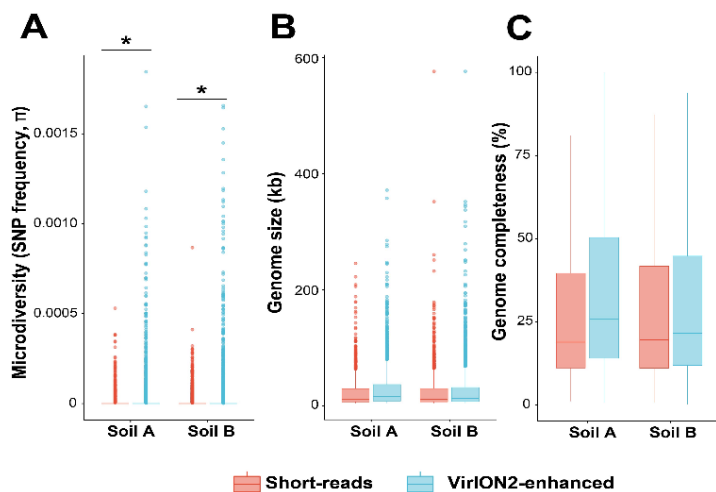 A
B
C
*
*
Microdiversity (SNP frequency, π)
0.0015
0.0010
0.0005
0
Soil A
Soil B
Genome size (kb)
600
400
200
0
Soil A
Soil B
Genome completeness (%)
100
75
50
25
0
Soil A
Soil B
Short-reads
VirION2-enhanced